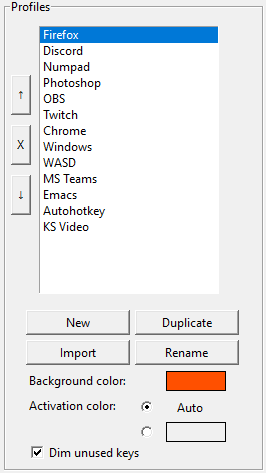 Profiles
Firefox
Discord
Numpad
Photoshop
OBS
Twitch
Chrome
Windows
WASD
MS Teams
Emacs
Autohotkey
KS Video
↑
X
↓
New
Duplicate
Import
Rename
Background color:
Activation color:
Auto
Dim unused keys